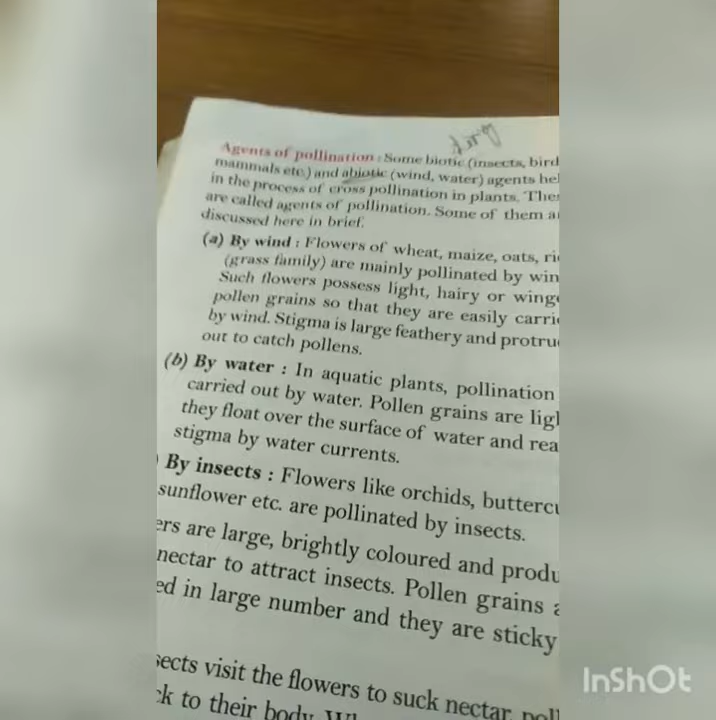 Agents of pollination : Some biotic (insects, bird
mammals etc.) and abiotic (wind, water) agents hel
in the process of cross pollination in plants. Thes
are called agents of pollination. Some of them a
discussed here in brief.
(a) By wind : Flowers of wheat, maize, oats, ri
(grass family) are mainly pollinated by win
Such flowers possess light, hairy or winge
pollen grains so that they are easily carri
by wind. Stigma is large feathery and protru
out to catch pollens.
(b) By water : In aquatic plants, pollination
carried out by water. Pollen grains are ligh
they float over the surface of water and rea
stigma by water currents.
) By insects : Flowers like orchids, buttercu
sunflower etc. are pollinated by insects.
ers are large, brightly coloured and produ
nectar to attract insects. Pollen grains a
ed in large number and they are sticky
sects visit the flowers to suck nectar, poll
ck to their body. Wh
InShOt